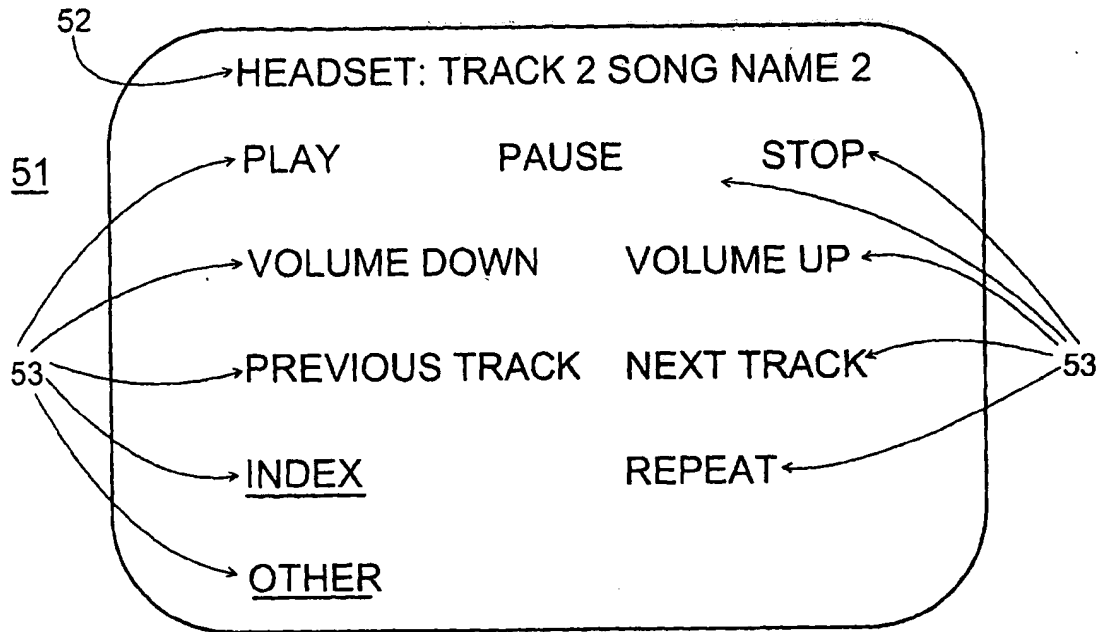 52
HEADSET: TRACK 2 SONG NAME 2
51
PLAY PAUSE STOP
VOLUME DOWN VOLUME UP
53 PREVIOUS TRACK NEXT TRACK 53
INDEX REPEAT
OTHER